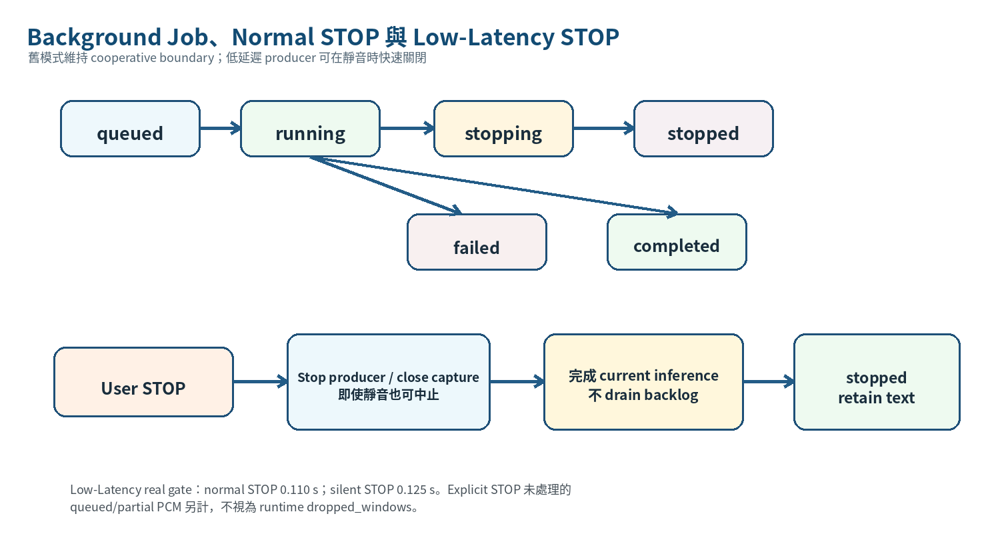 Background Job、Normal STOP 與 Low-Latency STOP
舊模式維持 cooperative boundary；低延遲 producer 可在靜音時快速關閉
queued
running
stopping
stopped
failed
completed
User STOP
Stop producer / close capture
即使靜音也可中止
完成 current inference
不 drain backlog
stopped
retain text
Low-Latency real gate：normal STOP 0.110 s；silent STOP 0.125 s。Explicit STOP 未處理的
queued/partial PCM 另計，不視為 runtime dropped_windows。